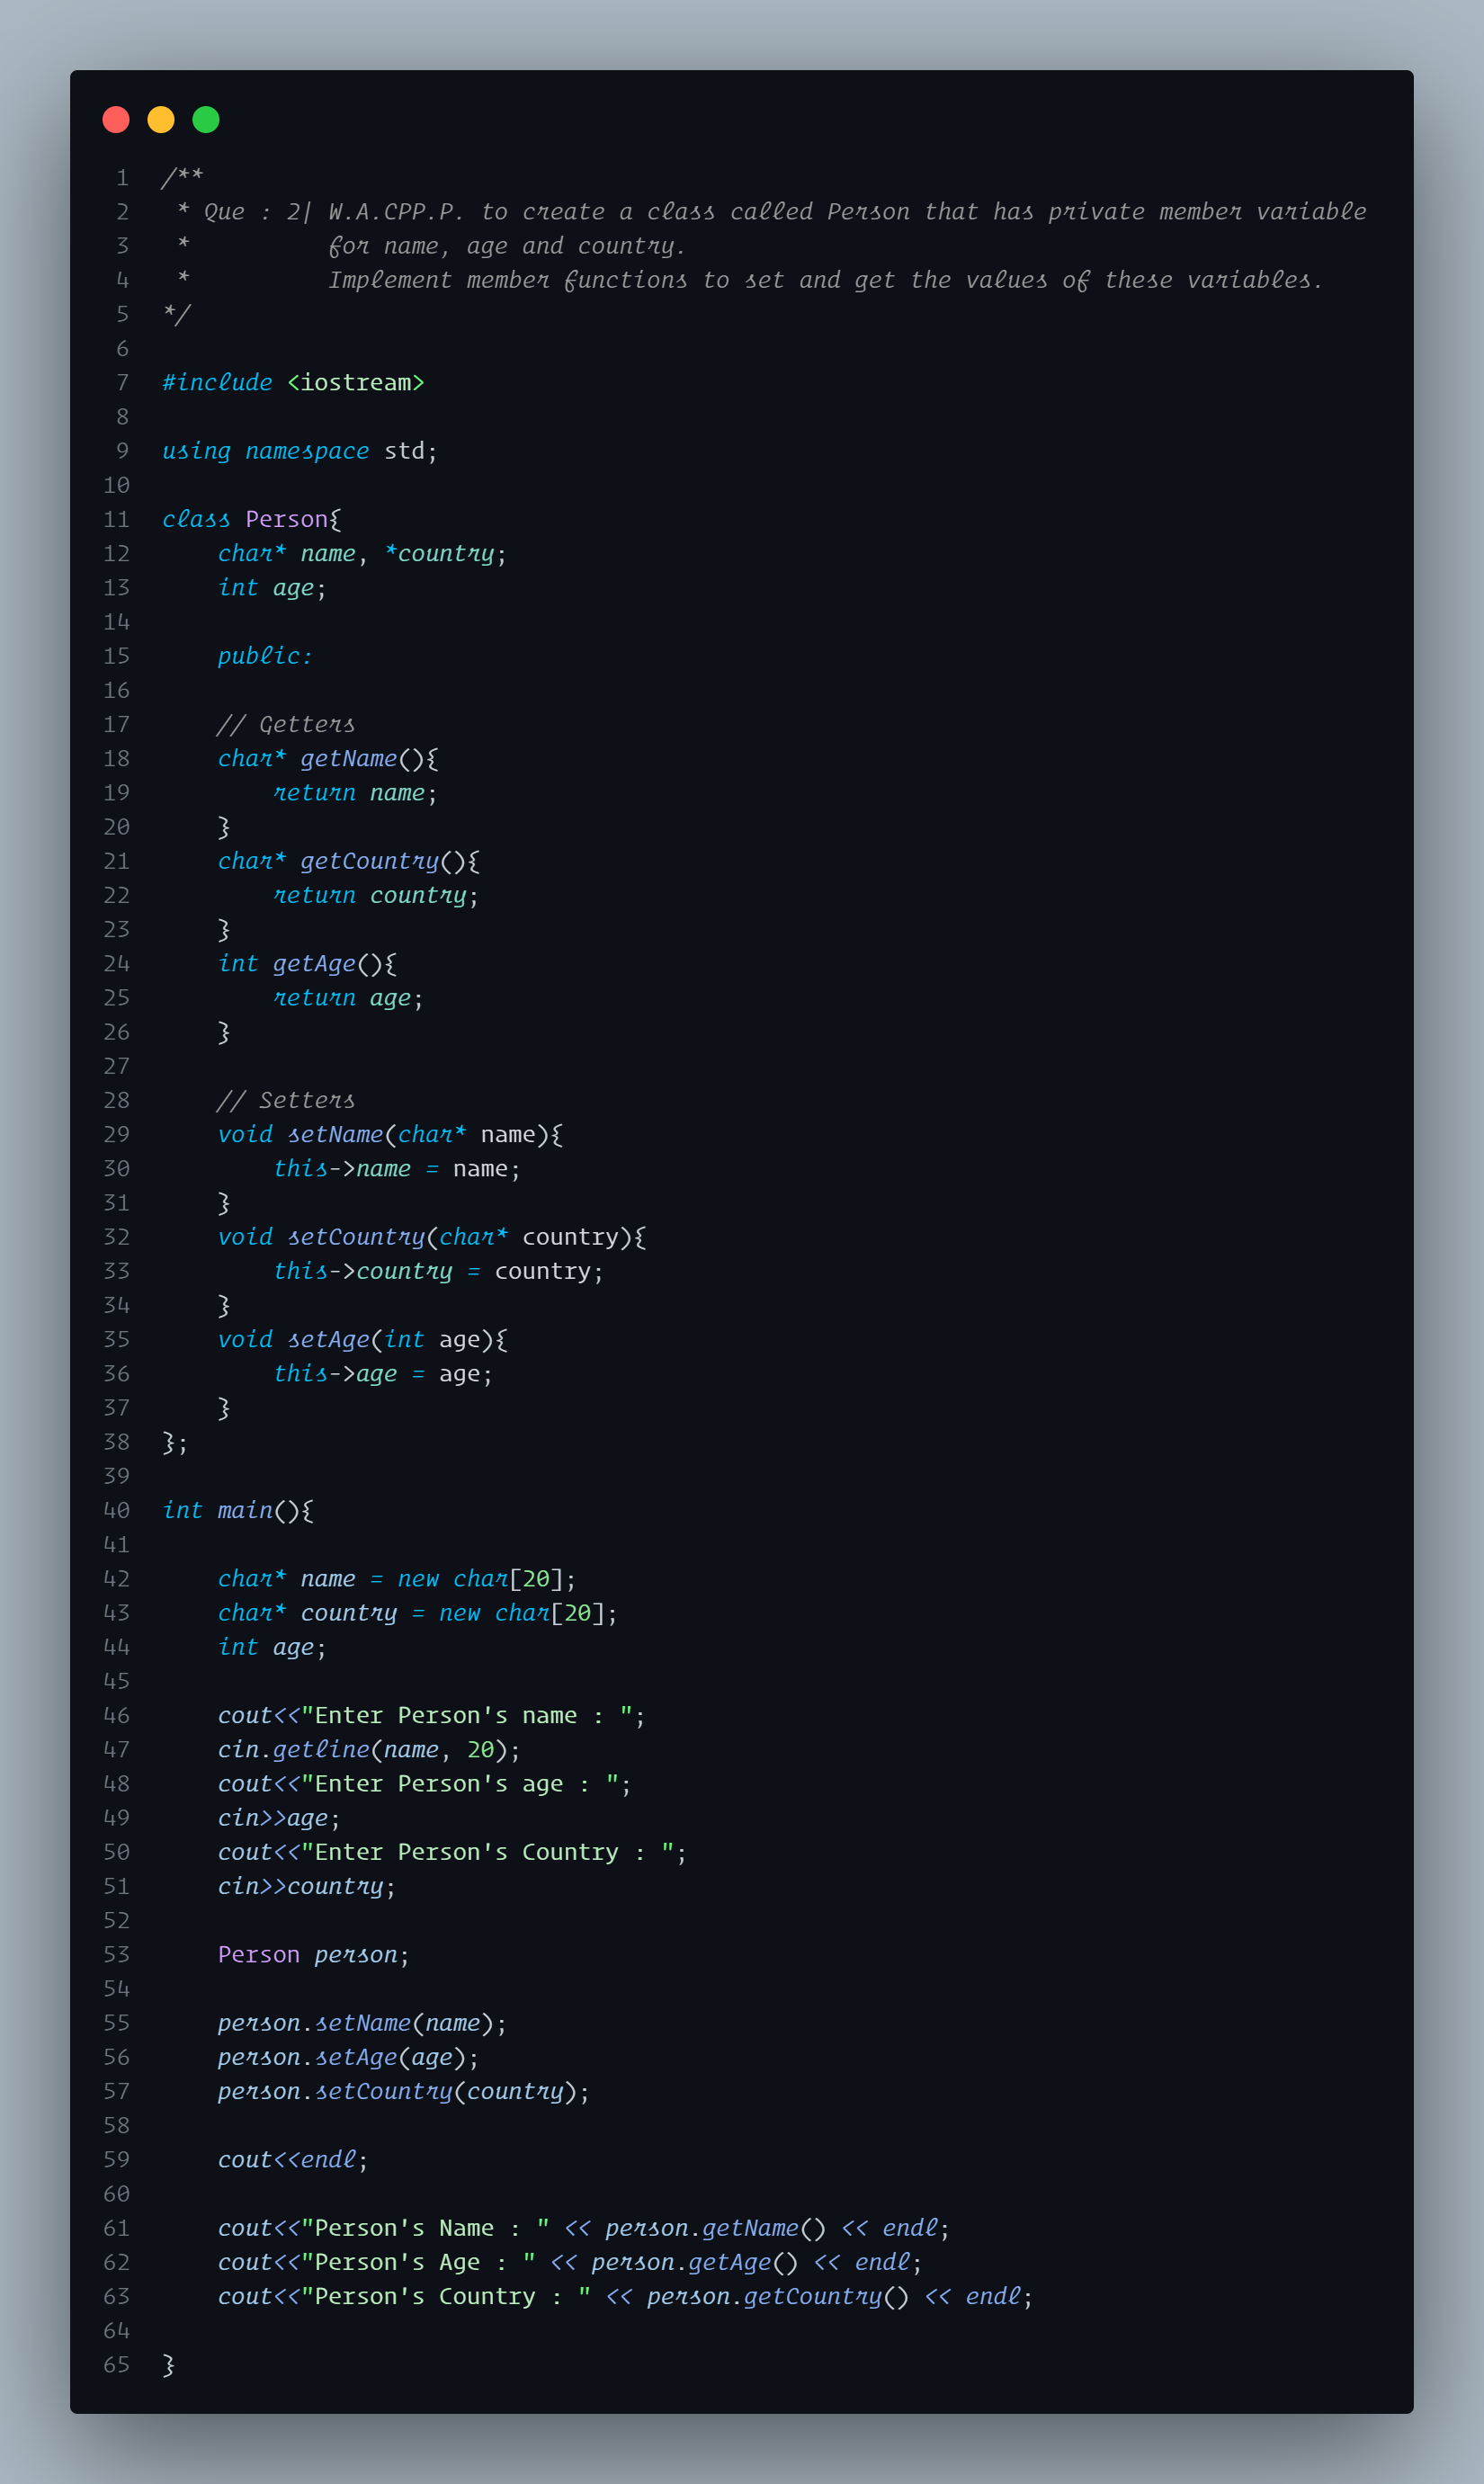 1 /**
2  * Que : 2| W.A.CPP.P. to create a class called Person that has private member variable
3  *          for name, age and country.
4  *          Implement member functions to set and get the values of these variables.
5 */
6
7 #include <iostream>
8
9 using namespace std;
10
11 class Person{
12     char* name, *country;
13     int age;
14
15     public:
16
17     // Getters
18     char* getName(){
19         return name;
20     }
21     char* getCountry(){
22         return country;
23     }
24     int getAge(){
25         return age;
26     }
27
28     // Setters
29     void setName(char* name){
30         this->name = name;
31     }
32     void setCountry(char* country){
33         this->country = country;
34     }
35     void setAge(int age){
36         this->age = age;
37     }
38 };
39
40 int main(){
41
42     char* name = new char[20];
43     char* country = new char[20];
44     int age;
45
46     cout<<"Enter Person's name : ";
47     cin.getline(name, 20);
48     cout<<"Enter Person's age : ";
49     cin>>age;
50     cout<<"Enter Person's Country : ";
51     cin>>country;
52
53     Person person;
54
55     person.setName(name);
56     person.setAge(age);
57     person.setCountry(country);
58
59     cout<<endl;
60
61     cout<<"Person's Name : " << person.getName() << endl;
62     cout<<"Person's Age : " << person.getAge() << endl;
63     cout<<"Person's Country : " << person.getCountry() << endl;
64
65 }